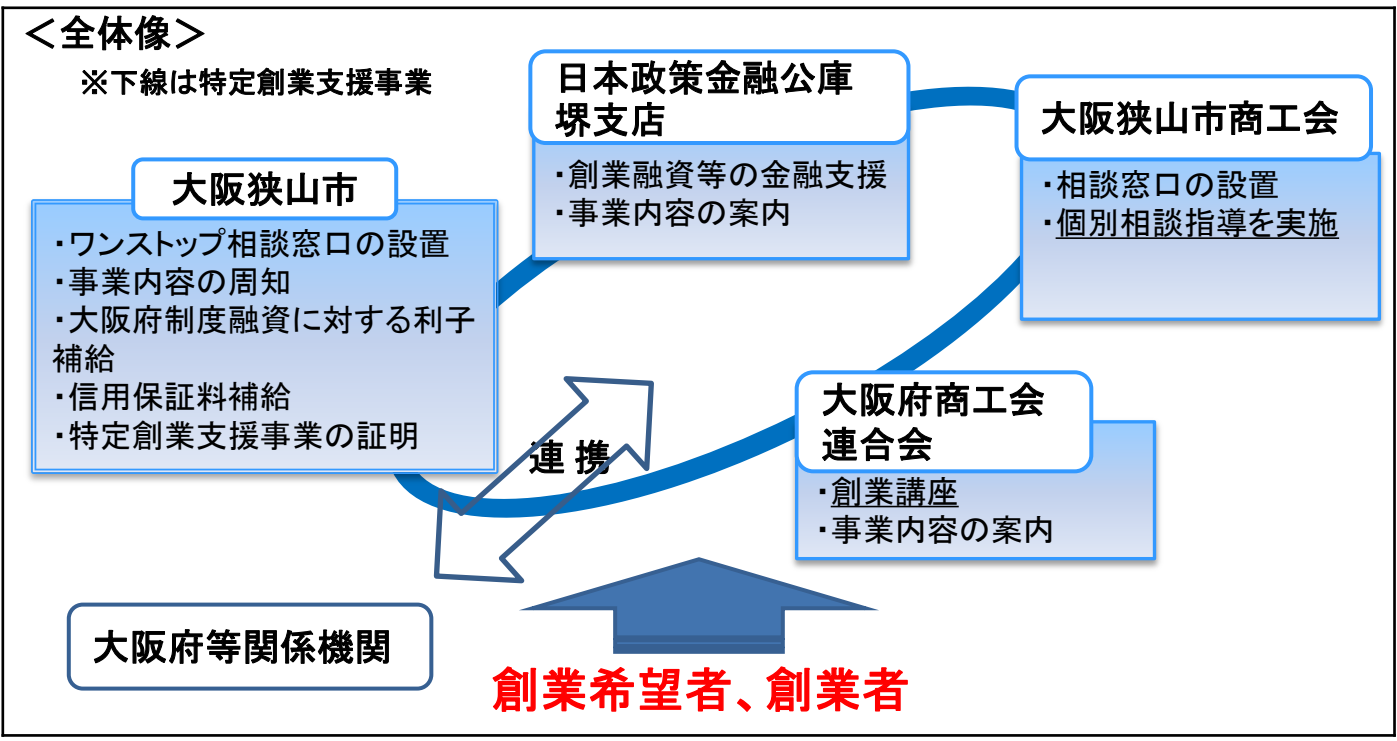 ＜全体像＞
※下線は特定創業支援事業
大阪狭山市
・ワンストップ相談窓口の設置
・事業内容の周知
・大阪府制度融資に対する利子
補給
・信用保証料補給
・特定創業支援事業の証明
日本政策金融公庫
堺支店
・創業融資等の金融支援
・事業内容の案内
大阪狭山市商工会
・相談窓口の設置
・個別相談指導を実施
大阪府商工会
連合会
・創業講座
・事業内容の案内
連 携
大阪府等関係機関
創業希望者、創業者